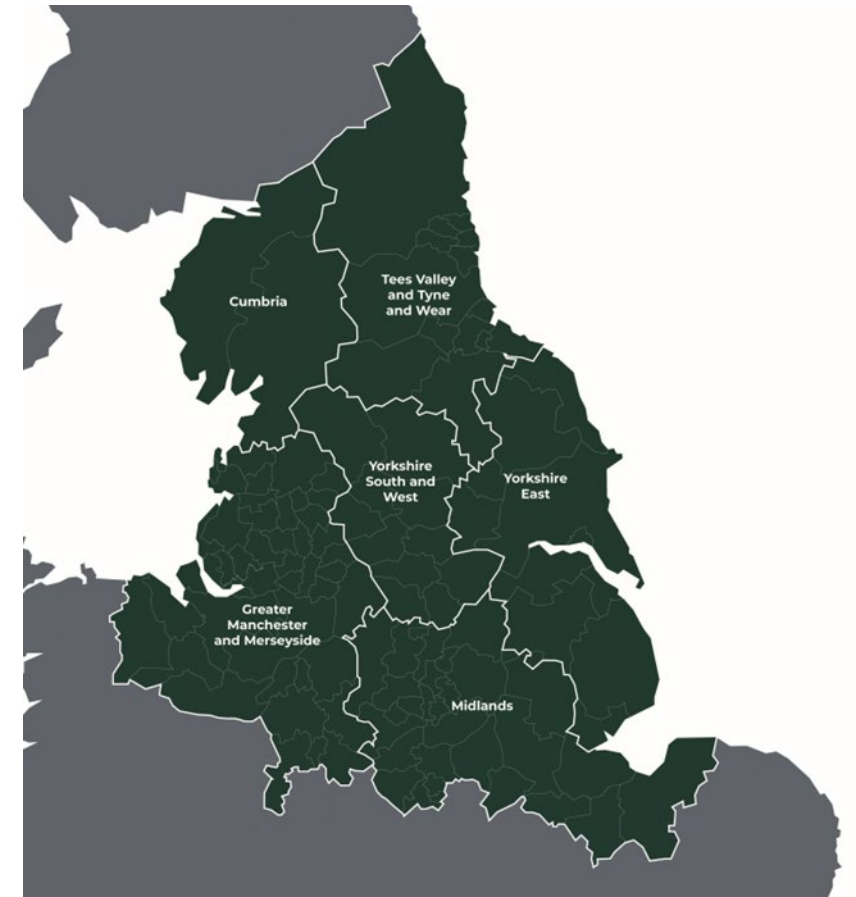 Tees Valley
and Tyne
and Wear
Cumbria
Yorkshire
South and
West
Yorkshire
East
Greater
Manchester
and Merseyside
Midlands